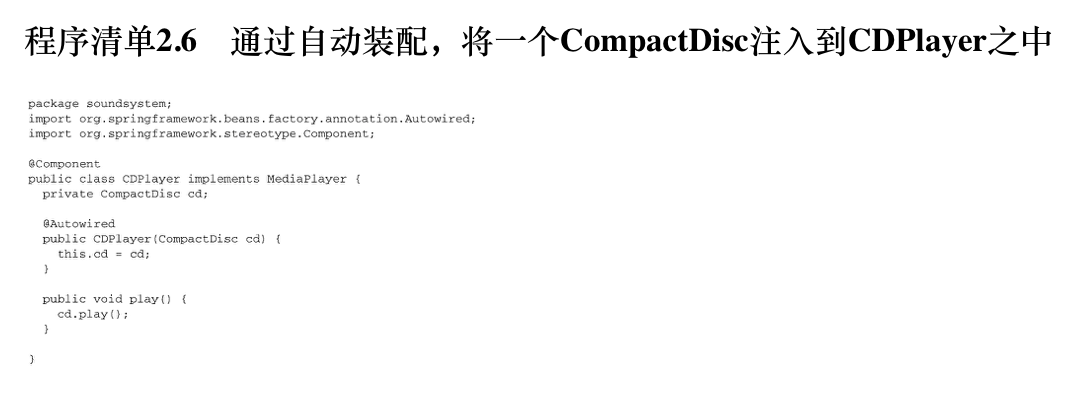 程序清单2.6　通过自动装配，将一个CompactDisc注入到CDPlayer之中
package soundsystem;
import org.springframework.beans.factory.annotation.Autowired;
import org.springframework.stereotype.Component;
@Component
public class CDPlayer implements MediaPlayer {
  private CompactDisc cd;
  @Autowired
  public CDPlayer(CompactDisc cd) {
    this.cd = cd;
  }
  public void play() {
    cd.play();
  }
}